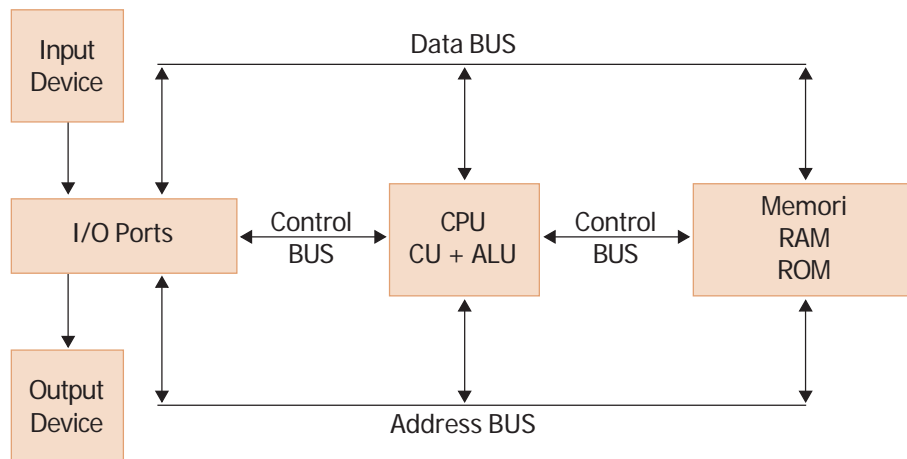 Input
Device
Data BUS
I/O Ports
Control
BUS
CPU
CU + ALU
Control
BUS
Memori
RAM
ROM
Output
Device
Address BUS